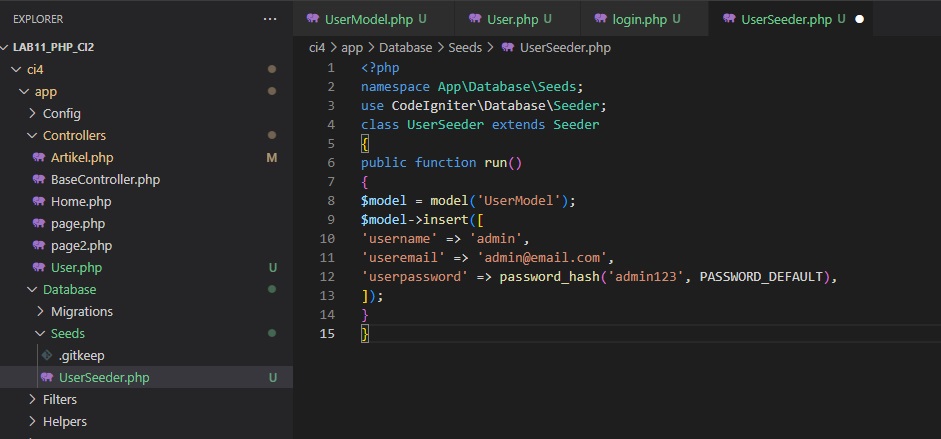 EXPLORER
LAB11_PHP_CI2
ci4
app
Config
Controllers
Artikel.php M
BaseController.php
Home.php
page.php
page2.php
User.php U
Database
Migrations
Seeds
.gitkeep
UserSeeder.php U
Filters
Helpers
UserModel.php U User.php U login.php U UserSeeder.php U
ci4 > app > Database > Seeds > UserSeeder.php
1 <?php
2 namespace App\Database\Seeds;
3 use CodeIgniter\Database\Seeder;
4 class UserSeeder extends Seeder
5 {
6 public function run()
7 {
8 $model = model('UserModel');
9 $model->insert([
10 'username' => 'admin',
11 'useremail' => 'admin@email.com',
12 'userpassword' => password_hash('admin123', PASSWORD_DEFAULT),
13 ]);
14 }
15 }